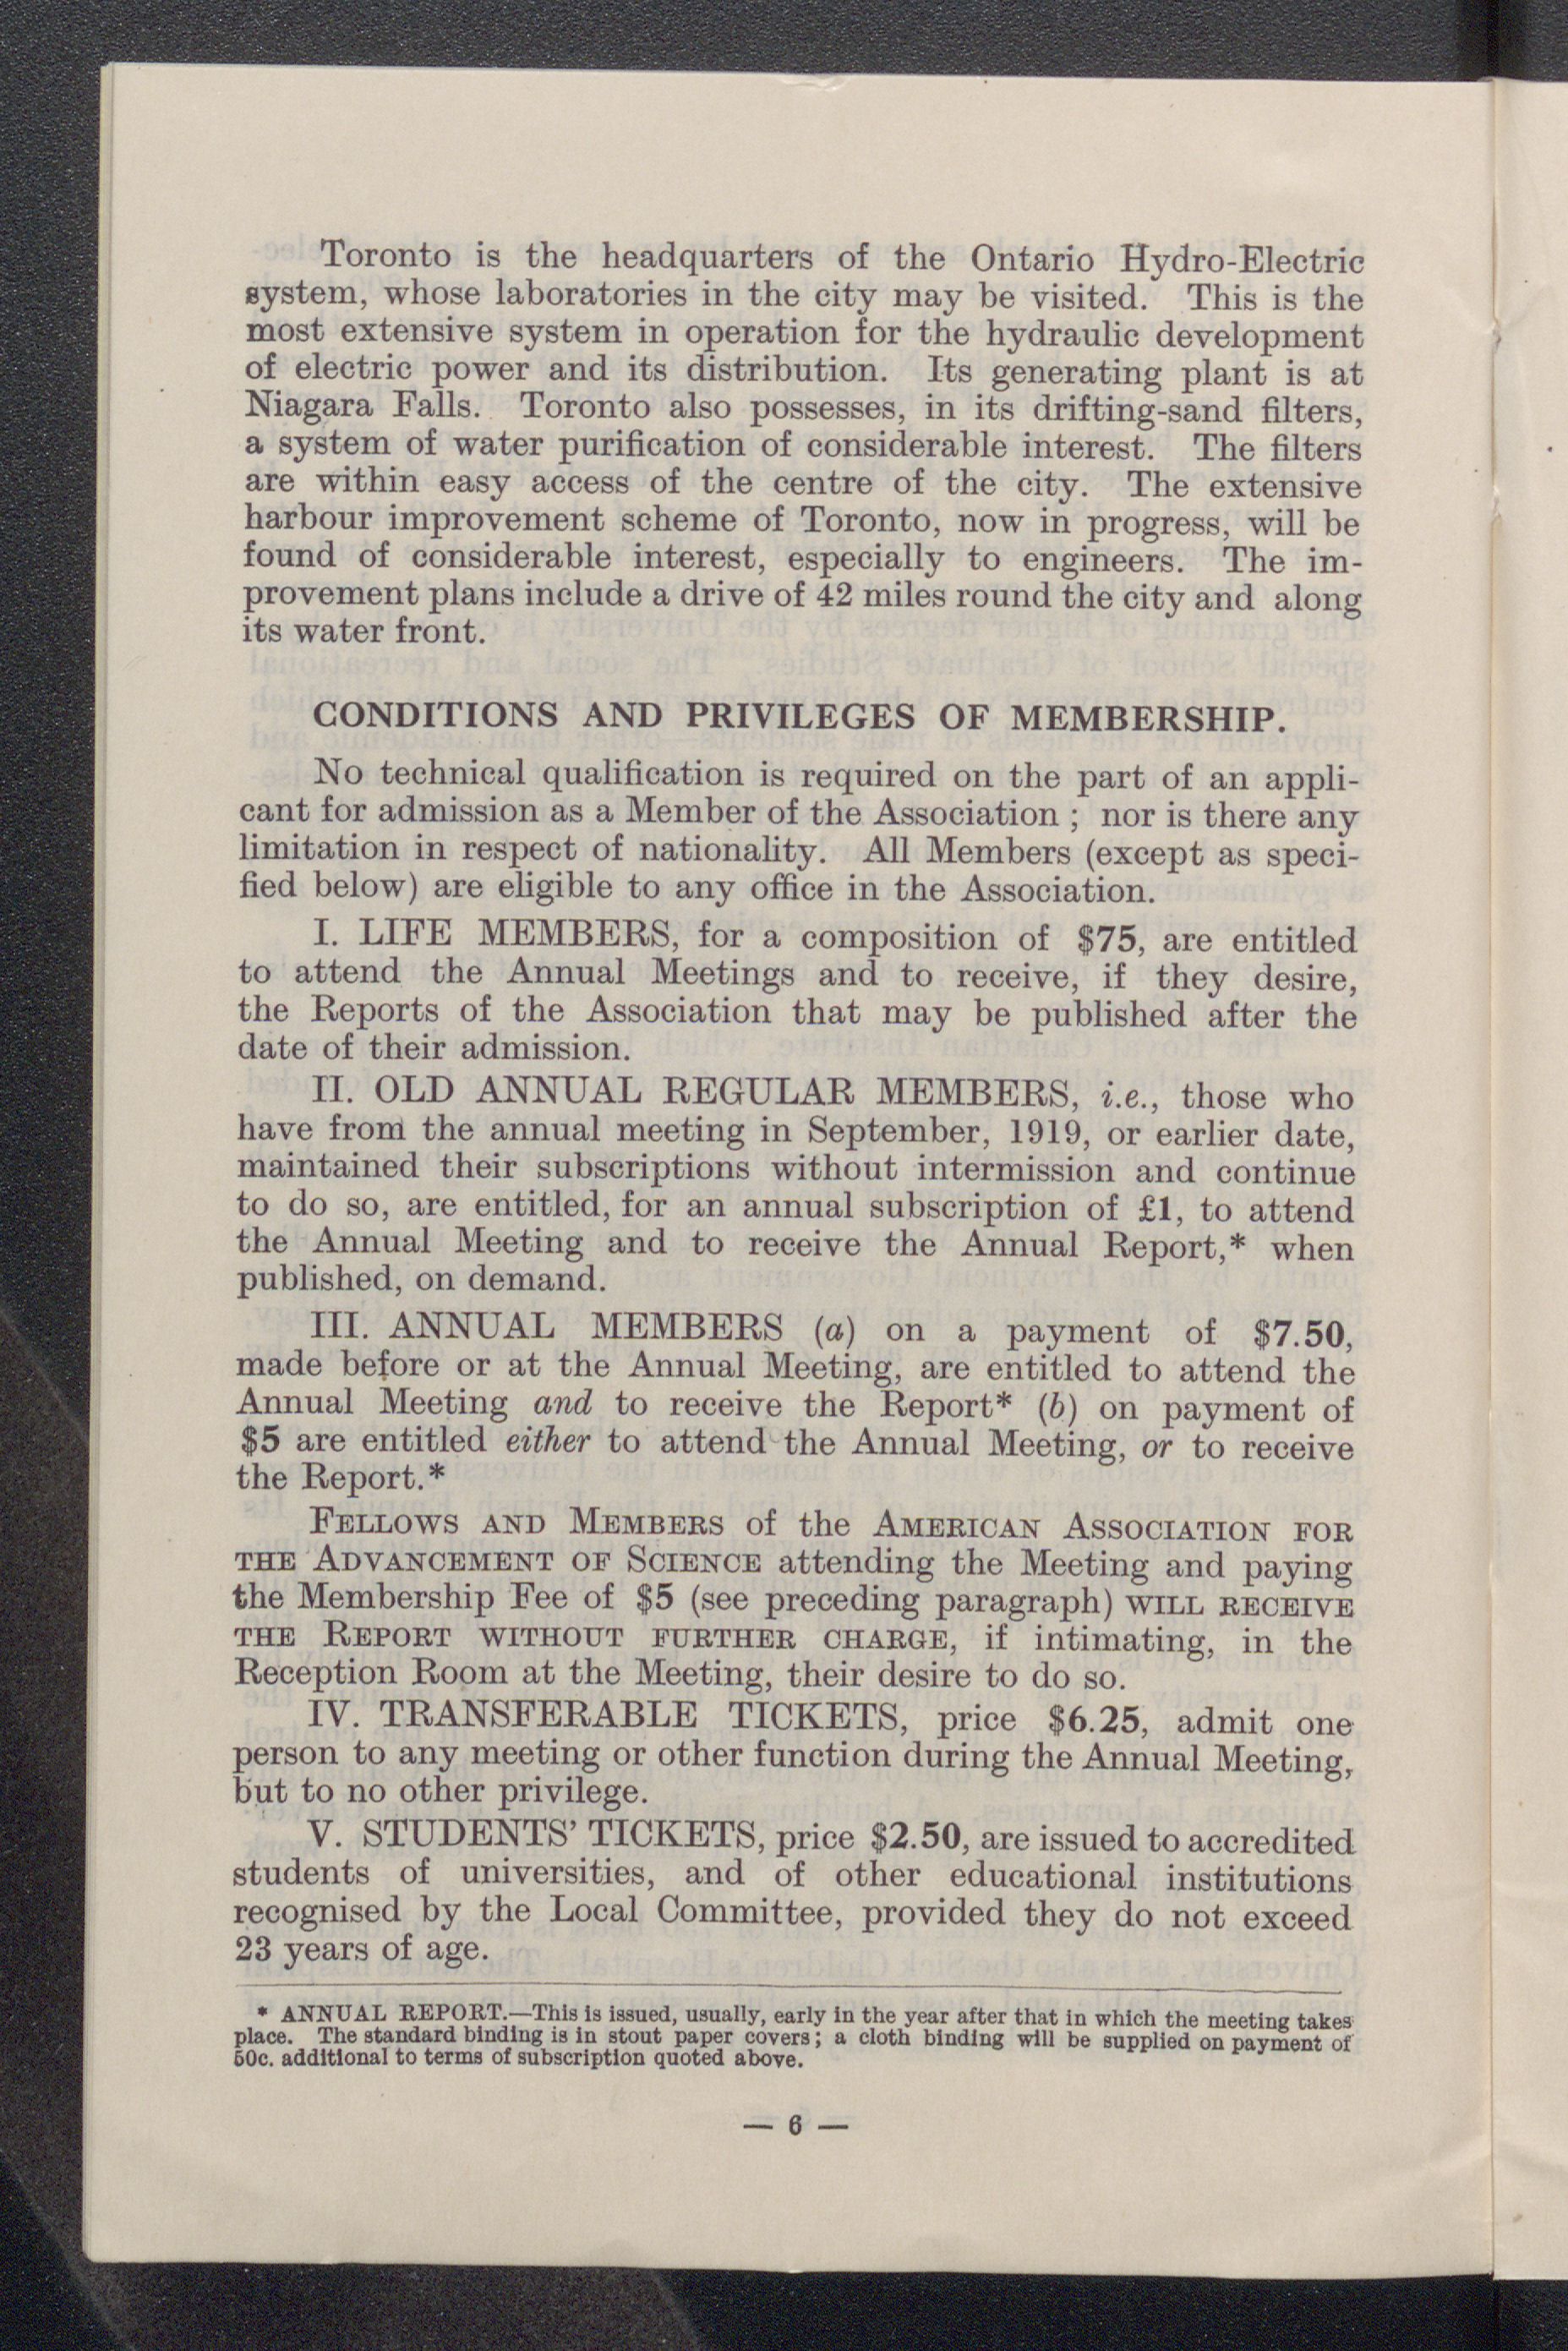 Toronto is the headquarters of the Ontario Hydro-Electric
system, whose laboratories in the city may be visited. This is the
most extensive system in operation for the hydraulic development
of electric power and its distribution. Its generating plant is at
Niagara Falls. Toronto also possesses, in its drifting-sand filters,
a system of water purification of considerable interest. The filters
are within easy access of the centre of the city. The extensive
harbour improvement scheme of Toronto, now in progress, will be
found of considerable interest, especially to engineers. The im-
provement plans include a drive of 42 miles round the city and along
its water front.
CONDITIONS AND PRIVILEGES OF MEMBERSHIP.
No technical qualification is required on the part of an appli-
cant for admission as a Member of the Association ; nor is there any
limitation in respect of nationality. All Members (except as speci-
fied below) are eligible to any office in the Association.
I. LIFE MEMBERS, for a composition of $75, are entitled
to attend the Annual Meetings and to receive, if they desire,
the Reports of the Association that may be published after the
date of their admission.
II. OLD ANNUAL REGULAR MEMBERS, i.e., those who
have from the annual meeting in September, 1919, or earlier date,
maintained their subscriptions without intermission and continue
to do so, are entitled, for an annual subscription of £1, to attend
the Annual Meeting and to receive the Annual Report,* when
published, on demand.
III. ANNUAL MEMBERS (a) on a payment of $7.50,
made before or at the Annual Meeting, are entitled to attend the
Annual Meeting and to receive the Report* (b) on payment of
$5 are entitled either to attend the Annual Meeting, or to receive
the Report.*
FELLOWS AND MEMBERS of the AMERICAN ASSOCIATION FOR
THE ADVANCEMENT OF SCIENCE attending the Meeting and paying
the Membership Fee of $5 (see preceding paragraph) WILL RECEIVE
THE REPORT WITHOUT FURTHER CHARGE, if intimating, in the
Reception Room at the Meeting, their desire to do so.
IV. TRANSFERABLE TICKETS, price $6.25, admit one
person to any meeting or other function during the Annual Meeting,
but to no other privilege.
V. STUDENTS' TICKETS, price $2.50, are issued to accredited
students of universities, and of other educational institutions
recognised by the Local Committee, provided they do not exceed
23 years of age.
* ANNUAL REPORT.—This is issued, usually, early in the year after that in which the meeting takes
place. The standard binding is in stout paper covers; a cloth binding will be supplied on payment of
50c. additional to terms of subscription quoted above.
— 6 —